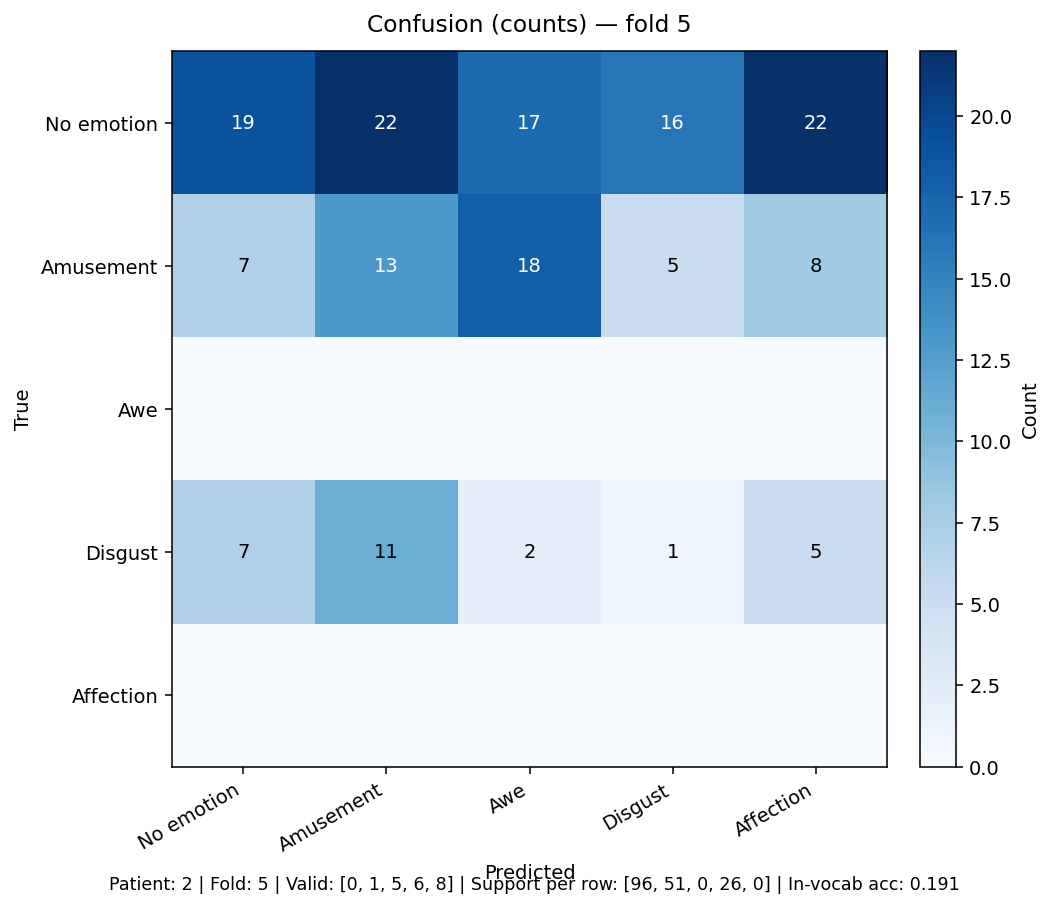 Confusion (counts) — fold 5
No emotion 19 22 17 16 22
Amusement 7 13 18 5 8
Awe
Disgust 7 11 2 1 5
Affection
True
No emotion Amusement Awe Disgust Affection
Predicted
20.0
17.5
15.0
12.5
10.0
7.5
5.0
2.5
0.0
Count
Patient: 2 | Fold: 5 | Valid: [0, 1, 5, 6, 8] | Support per row: [96, 51, 0, 26, 0] | In-vocab acc: 0.191